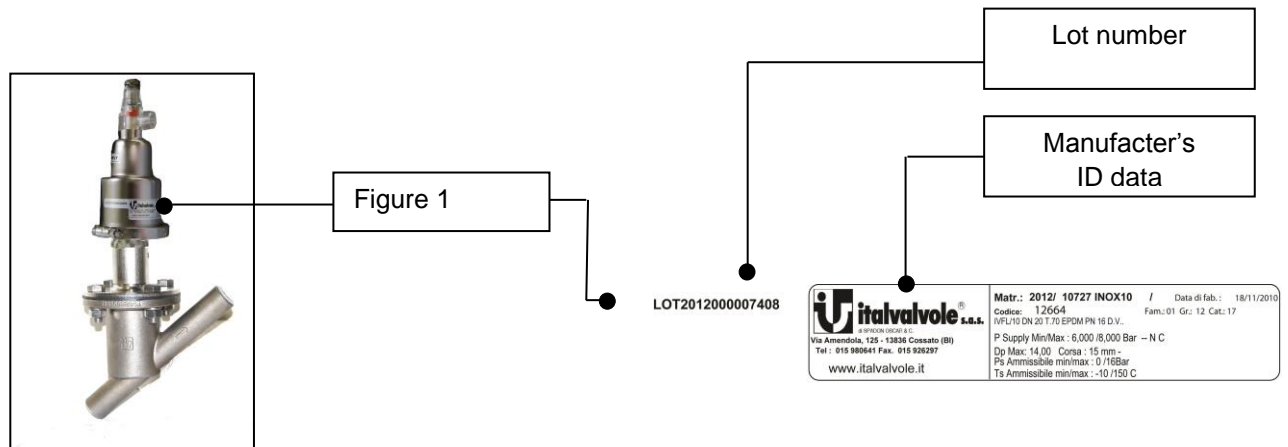 Lot number
Manufacter's
ID data
Figure 1
LOT2012000007408
italvalvole® s.a.s.
di SPADON OSCAR & C.
Via Amendola, 125 - 13836 Cossato (BI)
Tel : 015 980641 Fax. 015 926297
www.italvalvole.it
Matr.: 2012/ 10727 INOX10 / Data di fab. : 18/11/2010
Codice: 12664 Fam.: 01 Gr.: 12 Cat.: 17
IVFL/10 DN 20 T.70 EPDM PN 16 D.V..
P Supply Min/Max : 6,000 /8,000 Bar -- N C
Dp Max: 14,00 Corsa : 15 mm -
Ps Ammissibile min/max : 0 /16Bar
Ts Ammissibile min/max : -10 /150 C
italvalvole